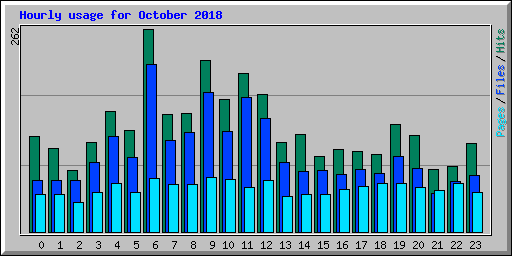 Hourly usage for October 2018
262
Pages / Files / Hits
0 1 2 3 4 5 6 7 8 9 10 11 12 13 14 15 16 17 18 19 20 21 22 23